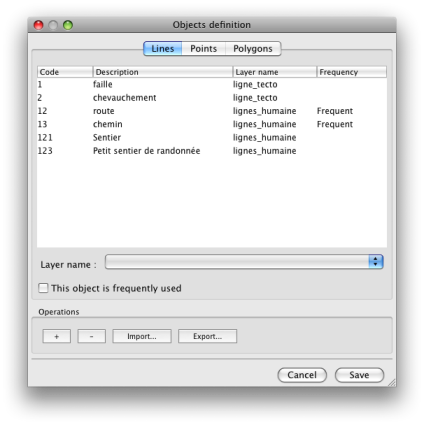 Objects definition
Lines Points Polygons
Code Description Layer name Frequency
1 faille ligne_tecto
2 chevauchement ligne_tecto
12 route lignes_humaine Frequent
13 chemin lignes_humaine Frequent
121 Sentier lignes_humaine
123 Petit sentier de randonnée lignes_humaine
Layer name :
This object is frequently used
Operations
+ - Import... Export...
Cancel Save